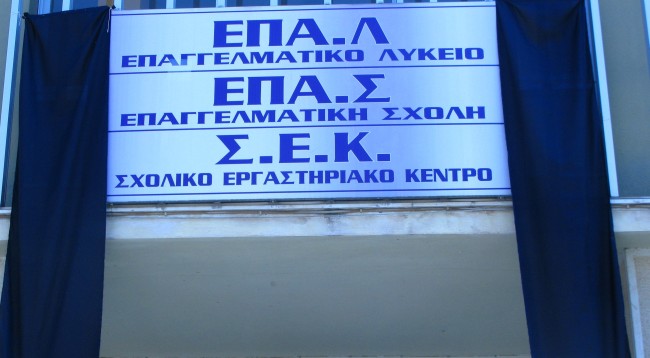 ΕΠΑ.Λ
ΕΠΑΓΓΕΛΜΑΤΙΚΟ ΛΥΚΕΙΟ
ΕΠΑ.Σ
ΕΠΑΓΓΕΛΜΑΤΙΚΗ ΣΧΟΛΗ
Σ.Ε.Κ.
ΣΧΟΛΙΚΟ ΕΡΓΑΣΤΗΡΙΑΚΟ ΚΕΝΤΡΟ